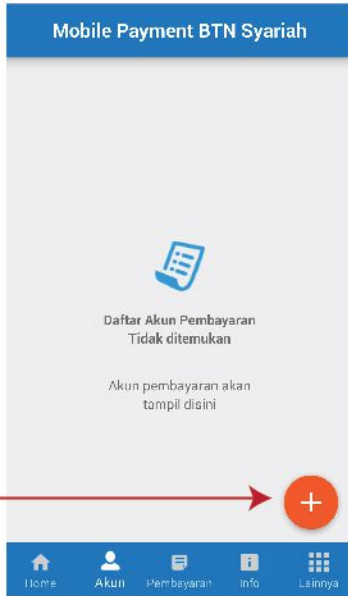 Mobile Payment BTN Syariah
Daftar Akun Pembayaran
Tidak ditemukan
Akun pembayaran akan
tampil disini
Home Akun Pembayaran Info Lainnya